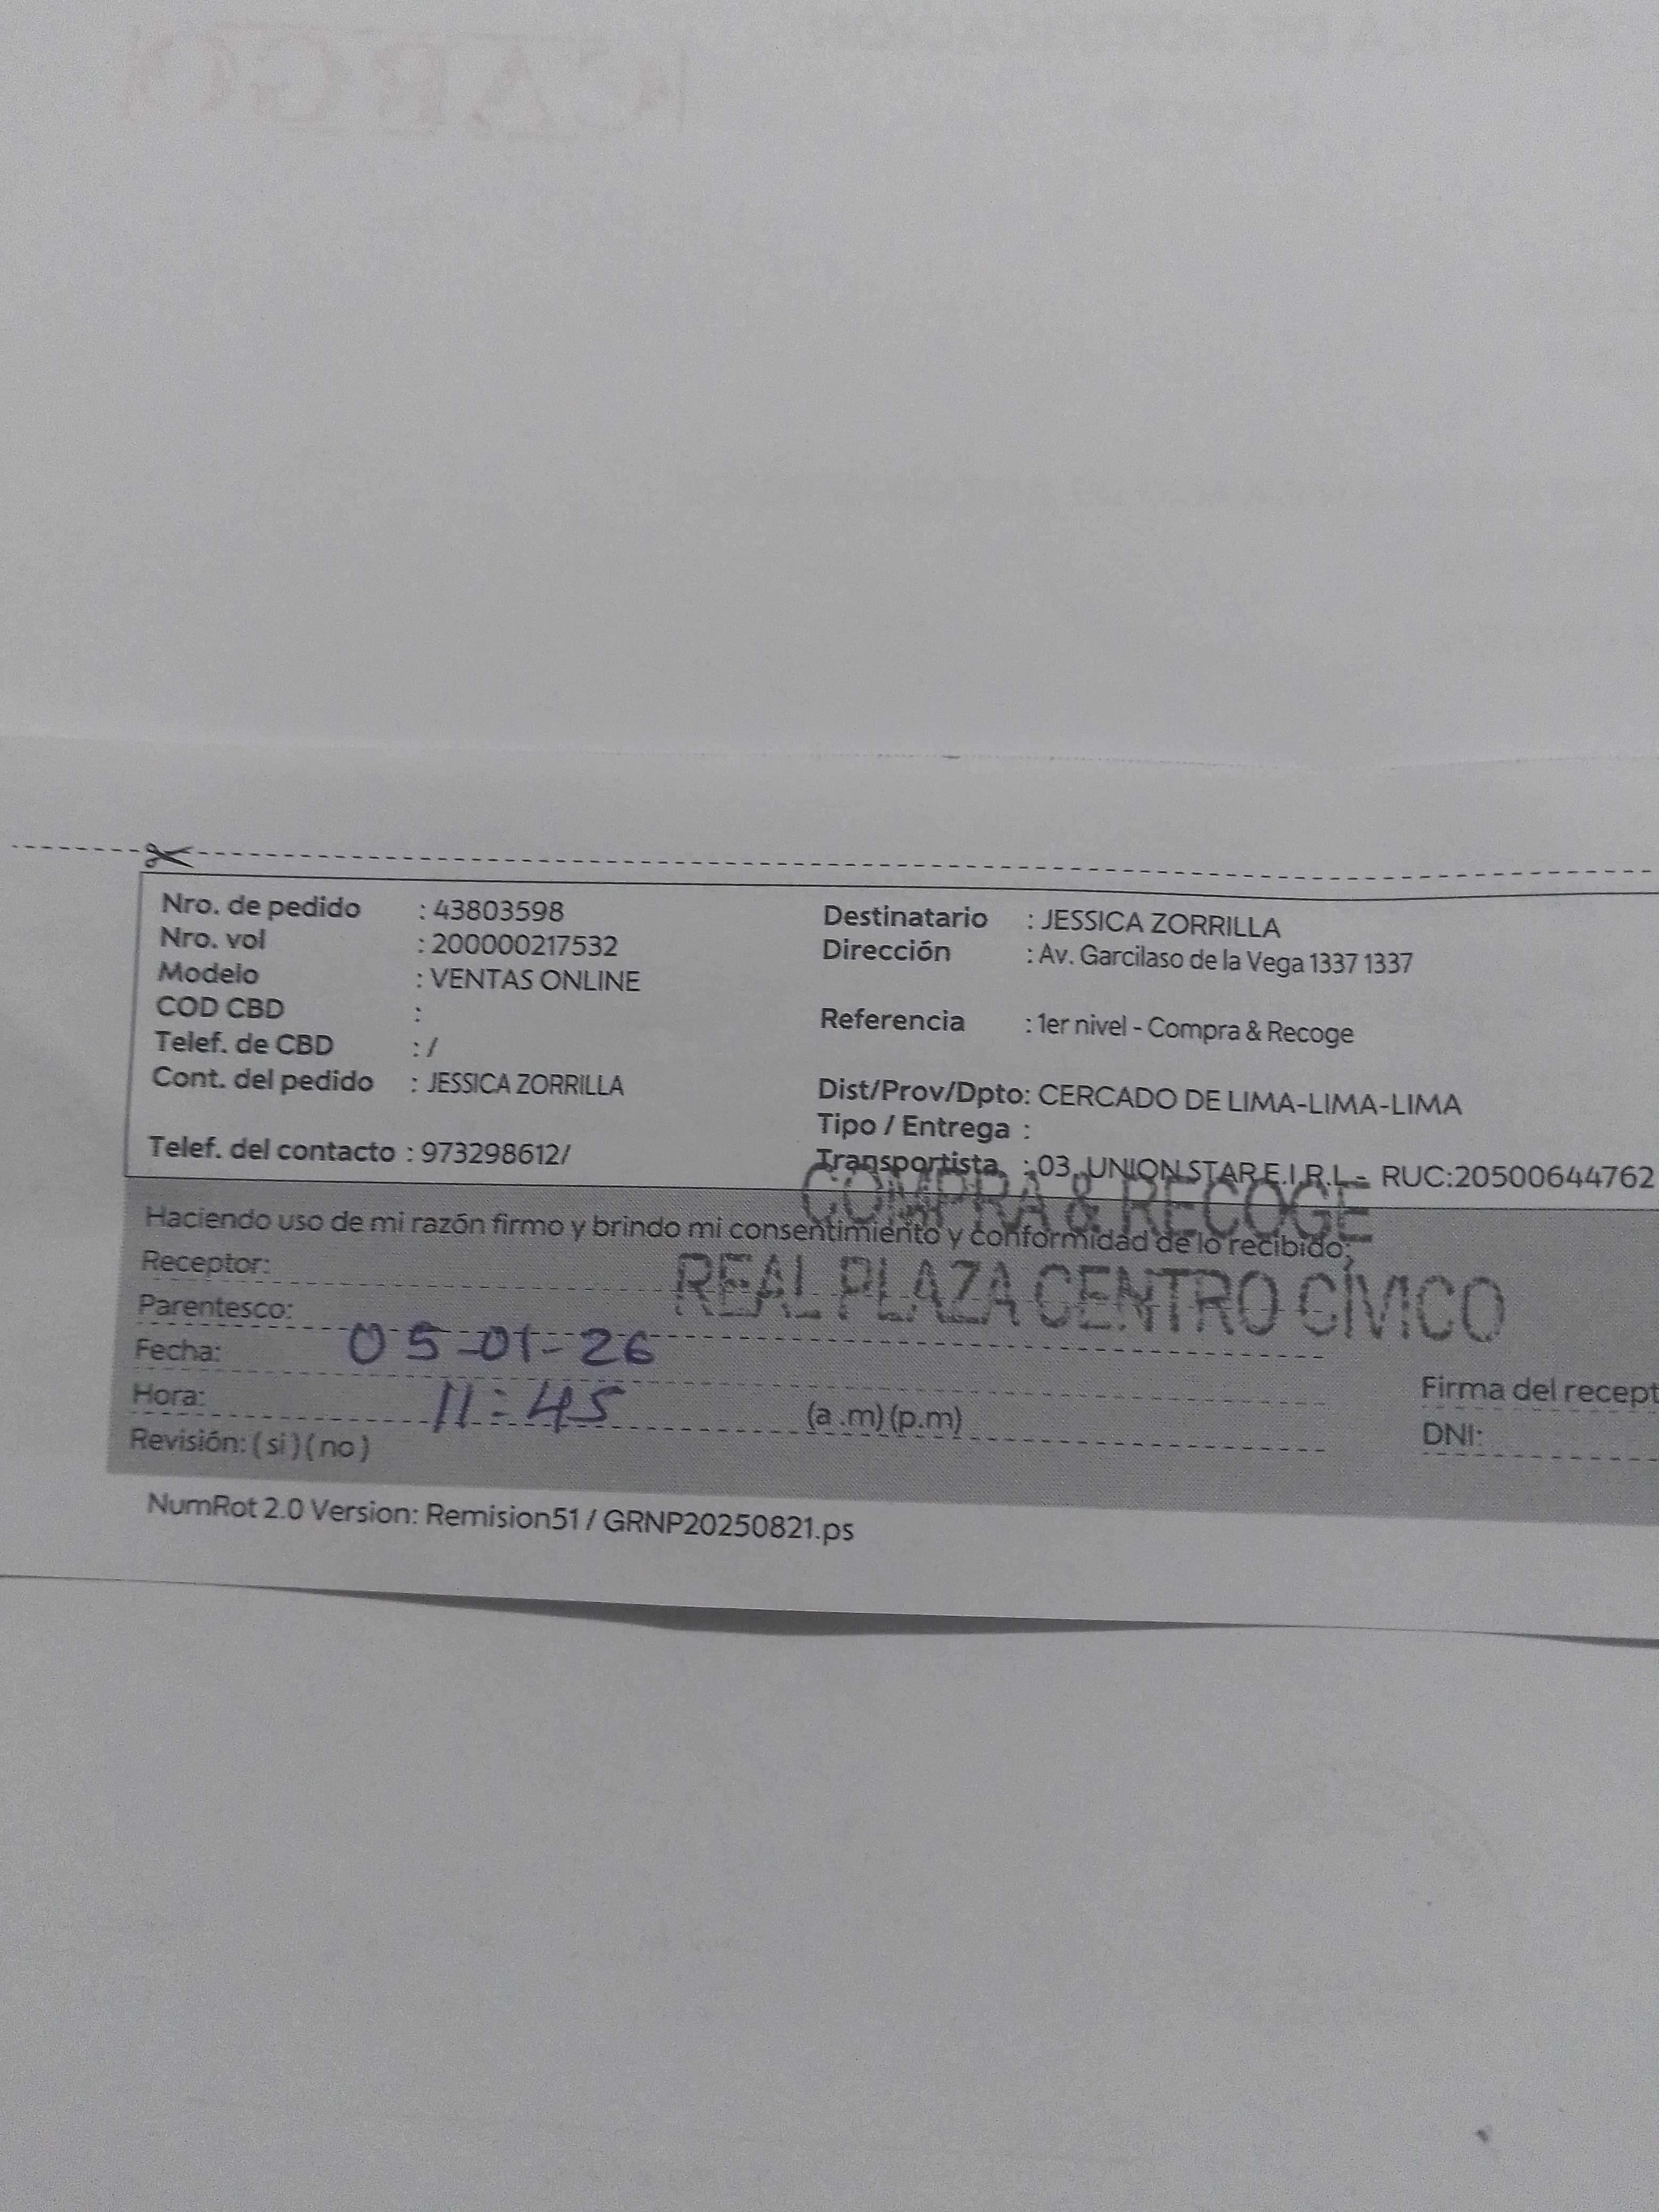 Nro. de pedido : 43803598
Nro. vol : 200000217532
Modelo : VENTAS ONLINE
COD CBD :
Telef. de CBD : /
Cont. del pedido : JESSICA ZORRILLA
Telef. del contacto : 973298612/
Destinatario : JESSICA ZORRILLA
Dirección : Av. Garcilaso de la Vega 1337 1337
Referencia : 1er nivel - Compra & Recoge
Dist/Prov/Dpto: CERCADO DE LIMA-LIMA-LIMA
Tipo / Entrega :
Transportista : 03. UNION STAR E.I.R.L - RUC:20500644762
COMPRA & RECOGE
Haciendo uso de mi razón firmo y brindo mi consentimiento y conformidad de lo recibido;
REAL PLAZA CENTRO CÍVICO
Receptor:
Parentesco:
Fecha: 05-01-26
Hora: 11:45 (a .m)(p.m)
Revisión: ( si )( no )
Firma del recept
DNI:
NumRot 2.0 Version: Remision51 / GRNP20250821.ps